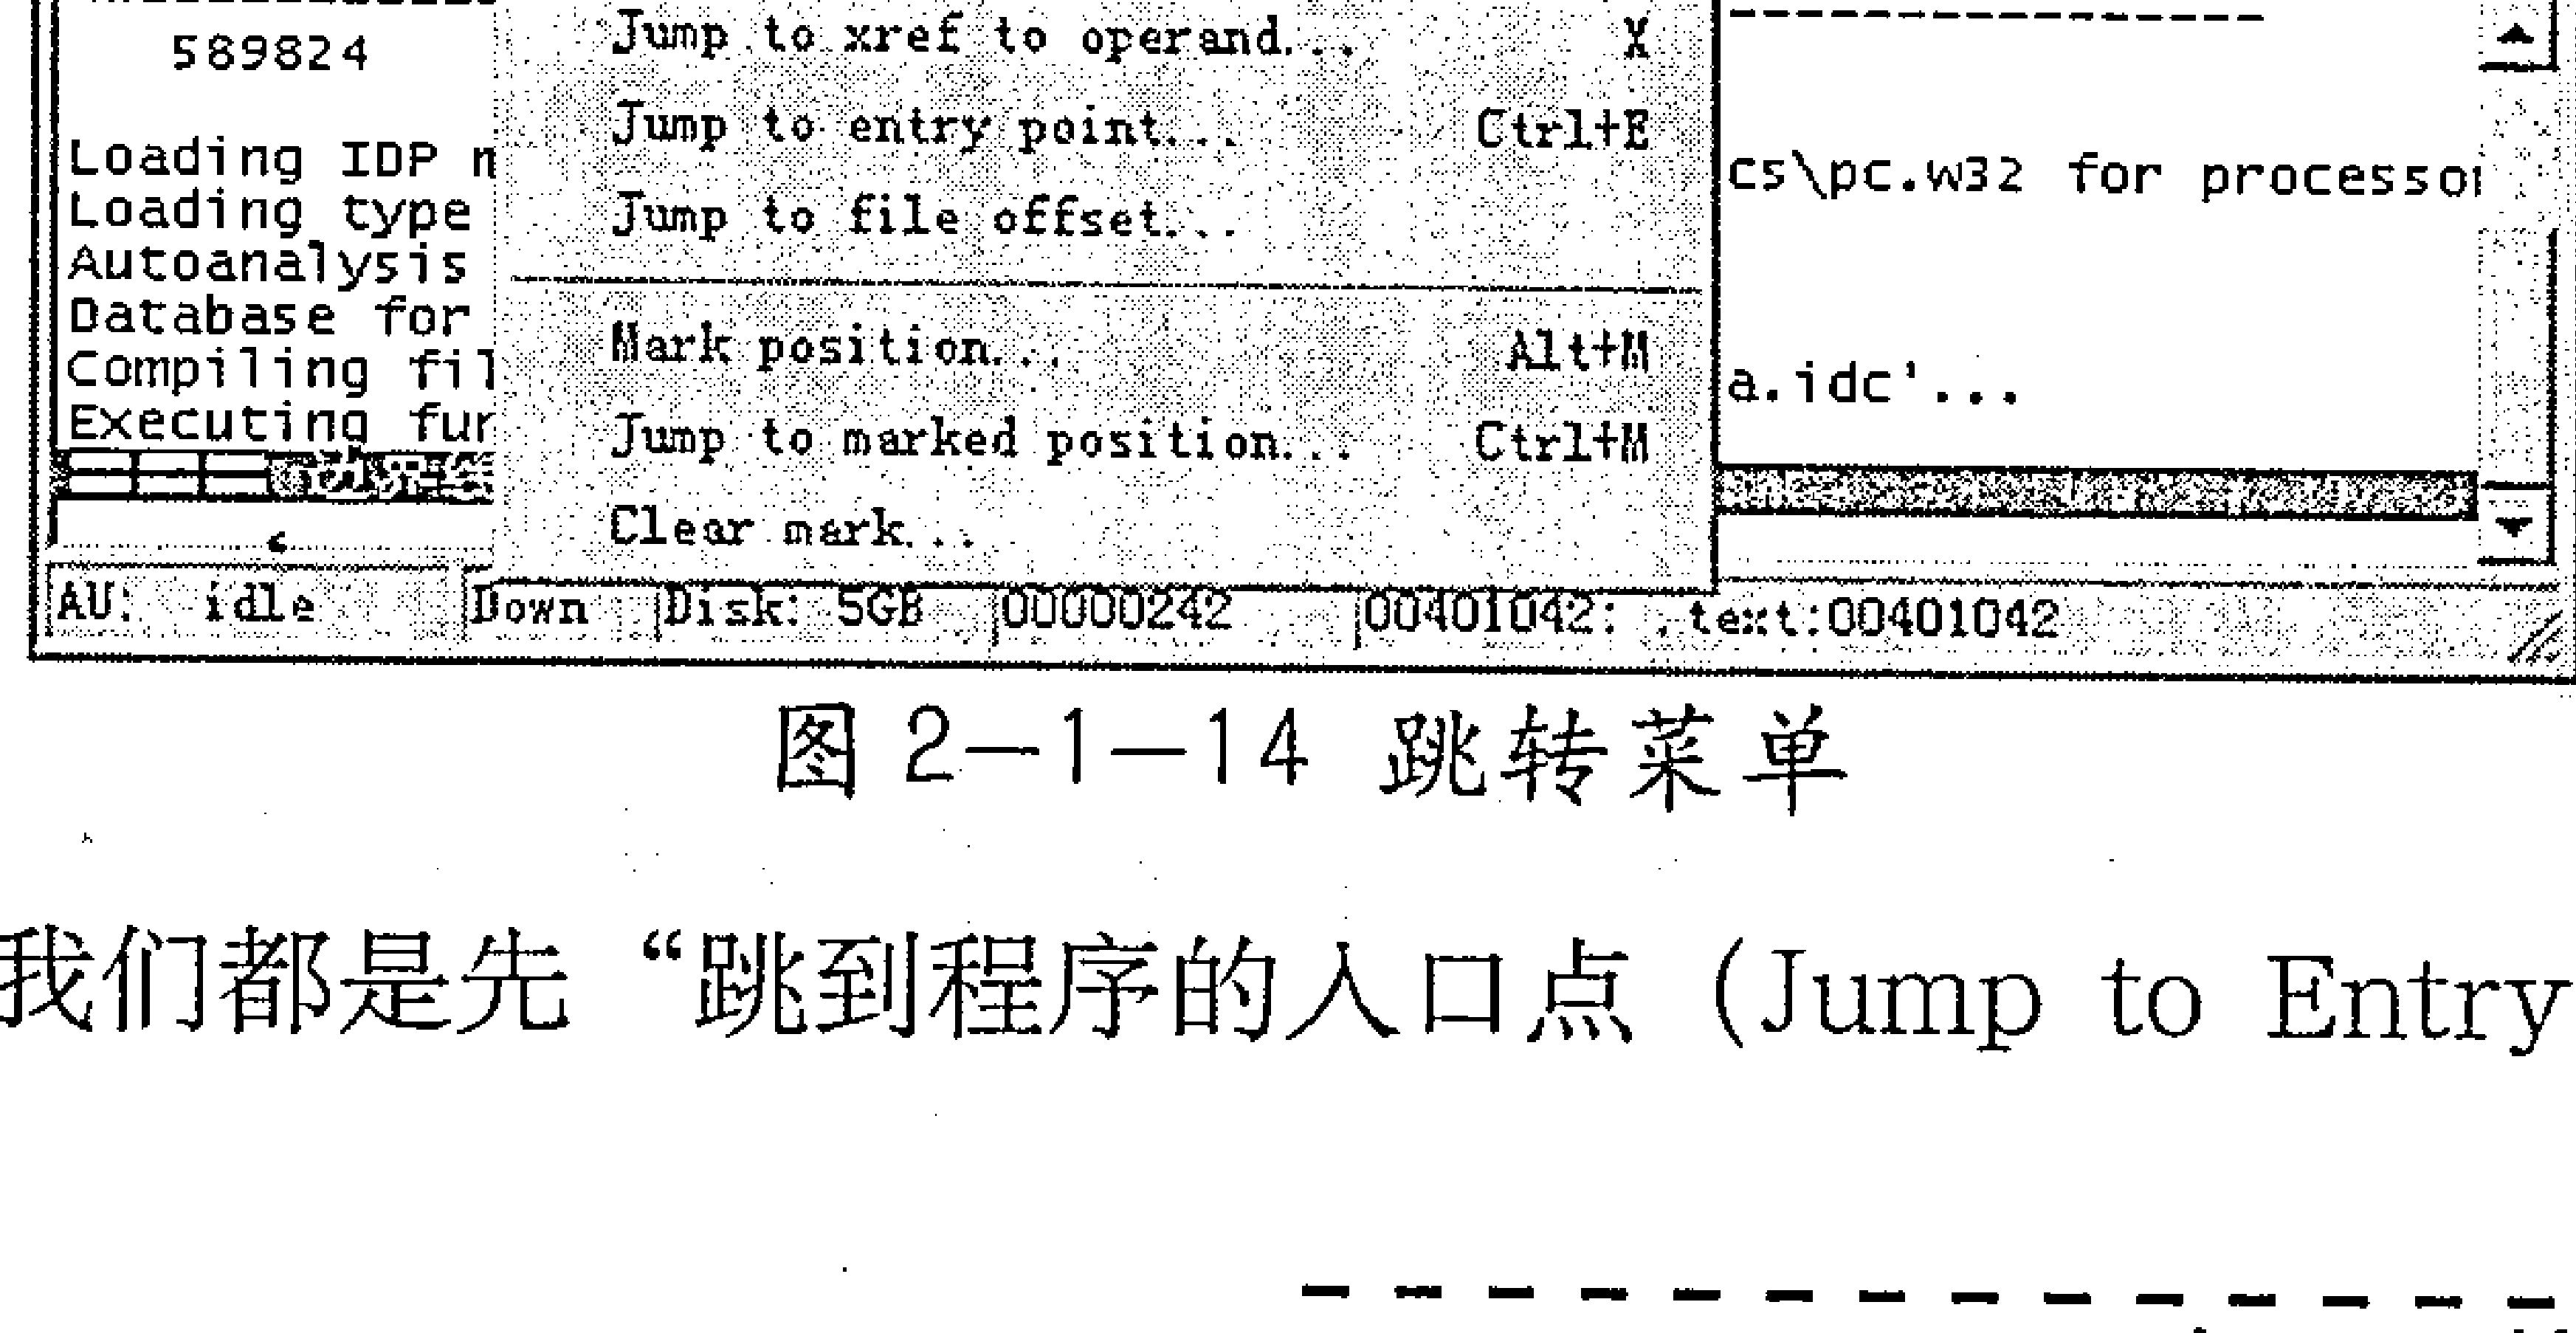 Jump to xref to operand... X
589824
Jump to entry point... Ctrl+E
Loading IDP m
cs\pc.w32 for processor
Loading type
Jump to file offset...
Autoanalysis
Database for
Mark position... Alt+M
Compiling fil
a.idc'...
Executing fun
Jump to marked position... Ctrl+M
Clear mark...
AU: idle Down Disk: 5GB 00000242 00401042: .text:00401042
图 2-1-14 跳转菜单
我们都是先“跳到程序的入口点（Jump to Entry